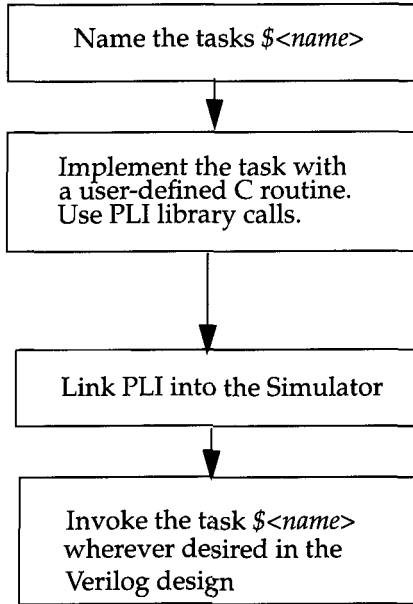 Name the tasks $<name>
Implement the task with
a user-defined C routine.
Use PLI library calls.
Link PLI into the Simulator
Invoke the task $<name>
wherever desired in the
Verilog design